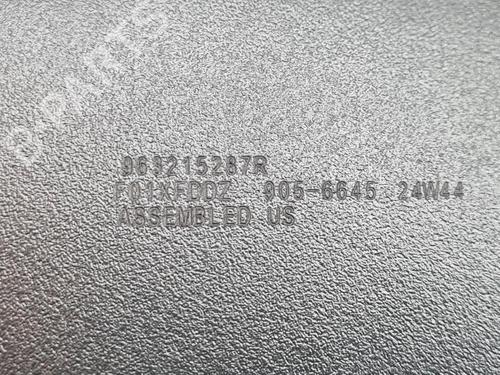 B-PARTS
963215287R
F01XFDDZ 905-6645 24W44
ASSEMBLED US